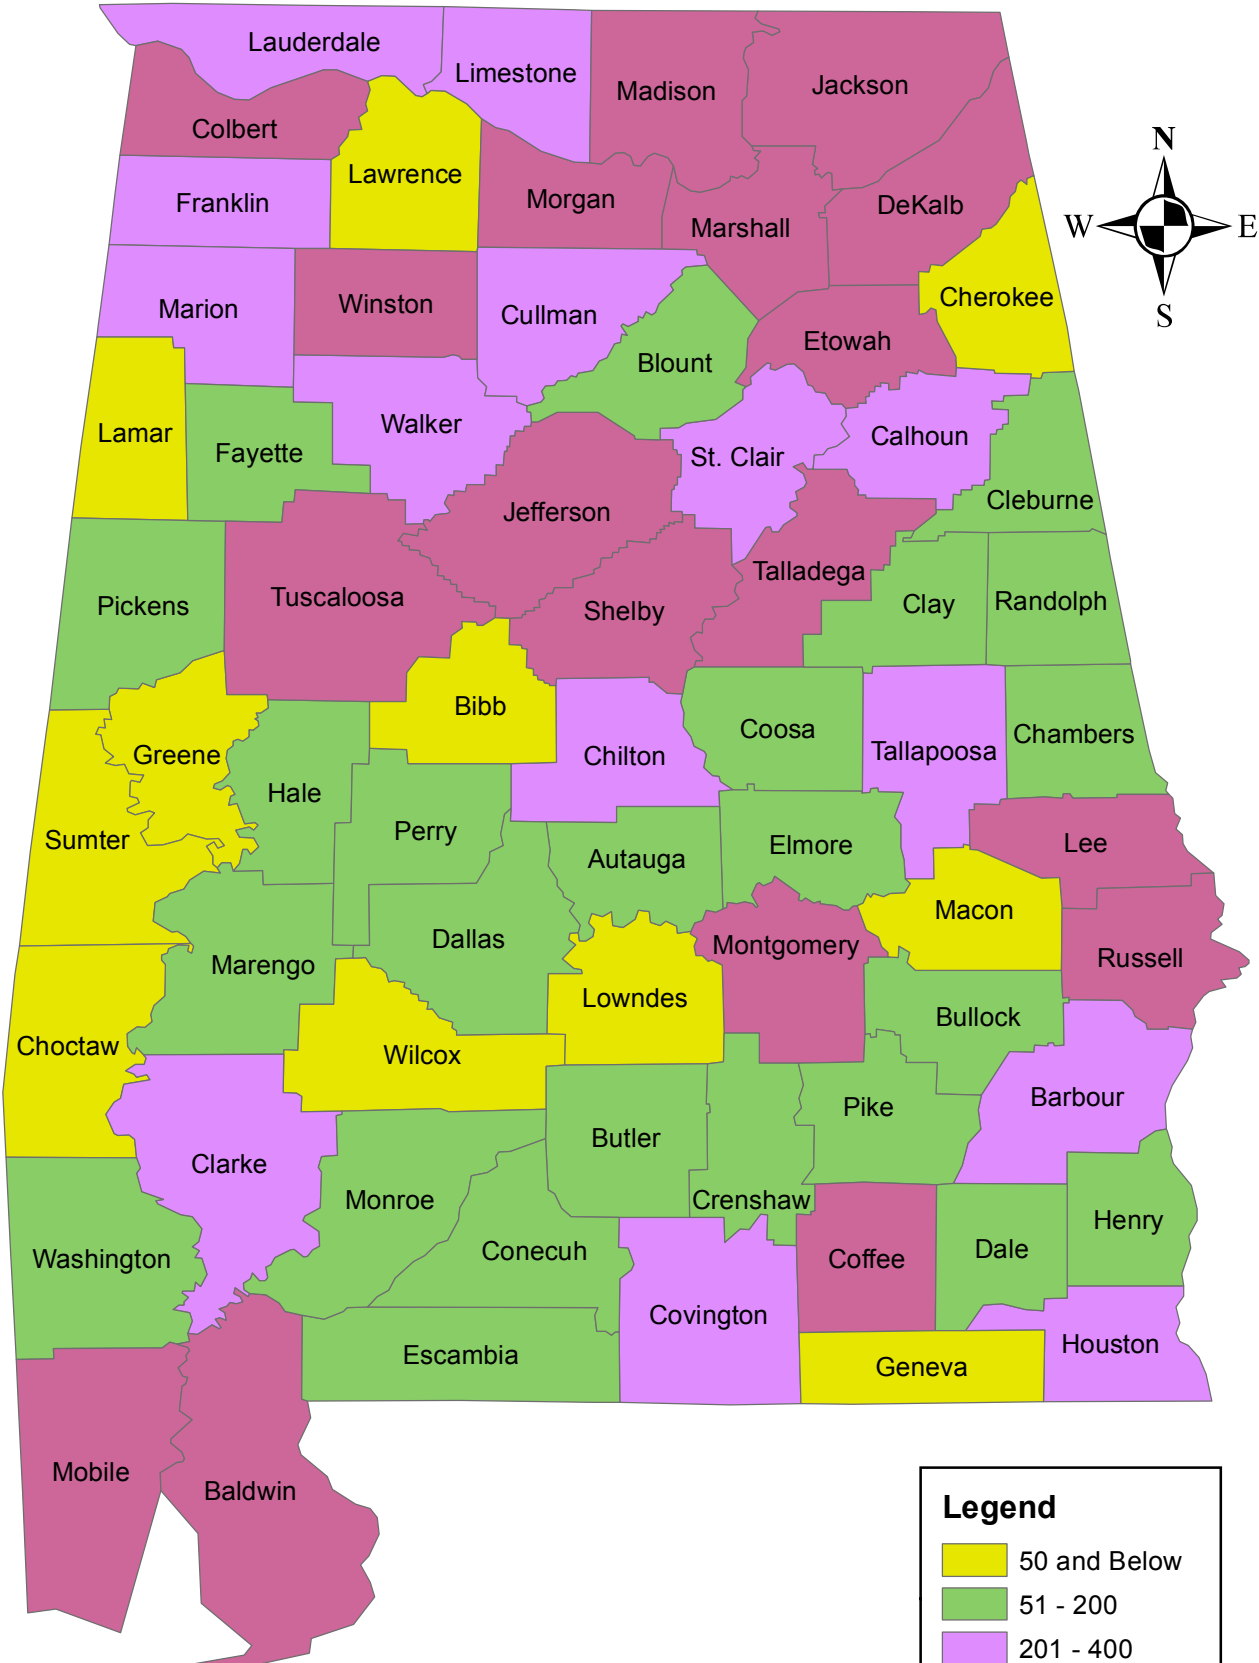 Lauderdale
Limestone
Madison
Jackson
Colbert
Lawrence
Franklin
Morgan
Marshall
DeKalb
N
W
E
S
Marion
Winston
Cullman
Cherokee
Blount
Etowah
Lamar
Fayette
Walker
St. Clair
Calhoun
Cleburne
Jefferson
Pickens
Tuscaloosa
Shelby
Talladega
Clay
Randolph
Greene
Bibb
Hale
Chilton
Coosa
Tallapoosa
Chambers
Sumter
Perry
Autauga
Elmore
Lee
Macon
Dallas
Marengo
Montgomery
Russell
Lowndes
Bullock
Choctaw
Wilcox
Barbour
Pike
Butler
Clarke
Monroe
Crenshaw
Henry
Washington
Conecuh
Coffee
Dale
Covington
Houston
Escambia
Geneva
Mobile
Baldwin
Legend
50 and Below
51 - 200
201 - 400